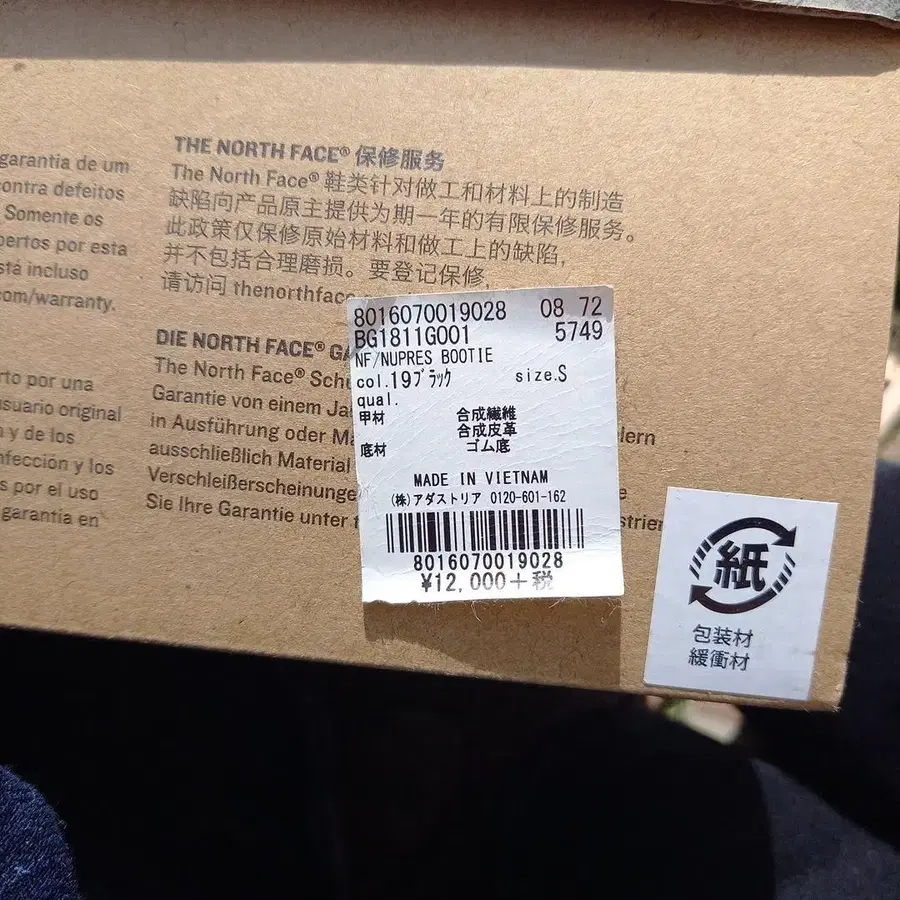 garantia de um
contra defeitos
Somente os
pertos por esta
stá incluso
com/warranty.
rto por una
usuario original
n y de los
nfección y los
s por el uso
garantía en
THE NORTH FACE® 保修服务
The North Face® 鞋类针对做工和材料上的制造
缺陷向产品原主提供为期一年的有限保修服务。
此政策仅保修原始材料和做工上的缺陷，
并不包括合理磨损。要登记保修，
请访问 thenorthface
DIE NORTH FACE® GA
The North Face® Schu
Garantie von einem Ja
in Ausführung oder Ma
ausschließlich Material
Verschleißerscheinunge
Sie Ihre Garantie unter t
8016070019028 08 72
BG1811G001 5749
NF/NUPRES BOOTIE
col.19ブラック size.S
qual.
甲材 合成繊維
合成皮革
底材 ゴム底
MADE IN VIETNAM
(株)アダストリア 0120-601-162
8016070019028
¥12,000+税
紙
包装材
緩衝材